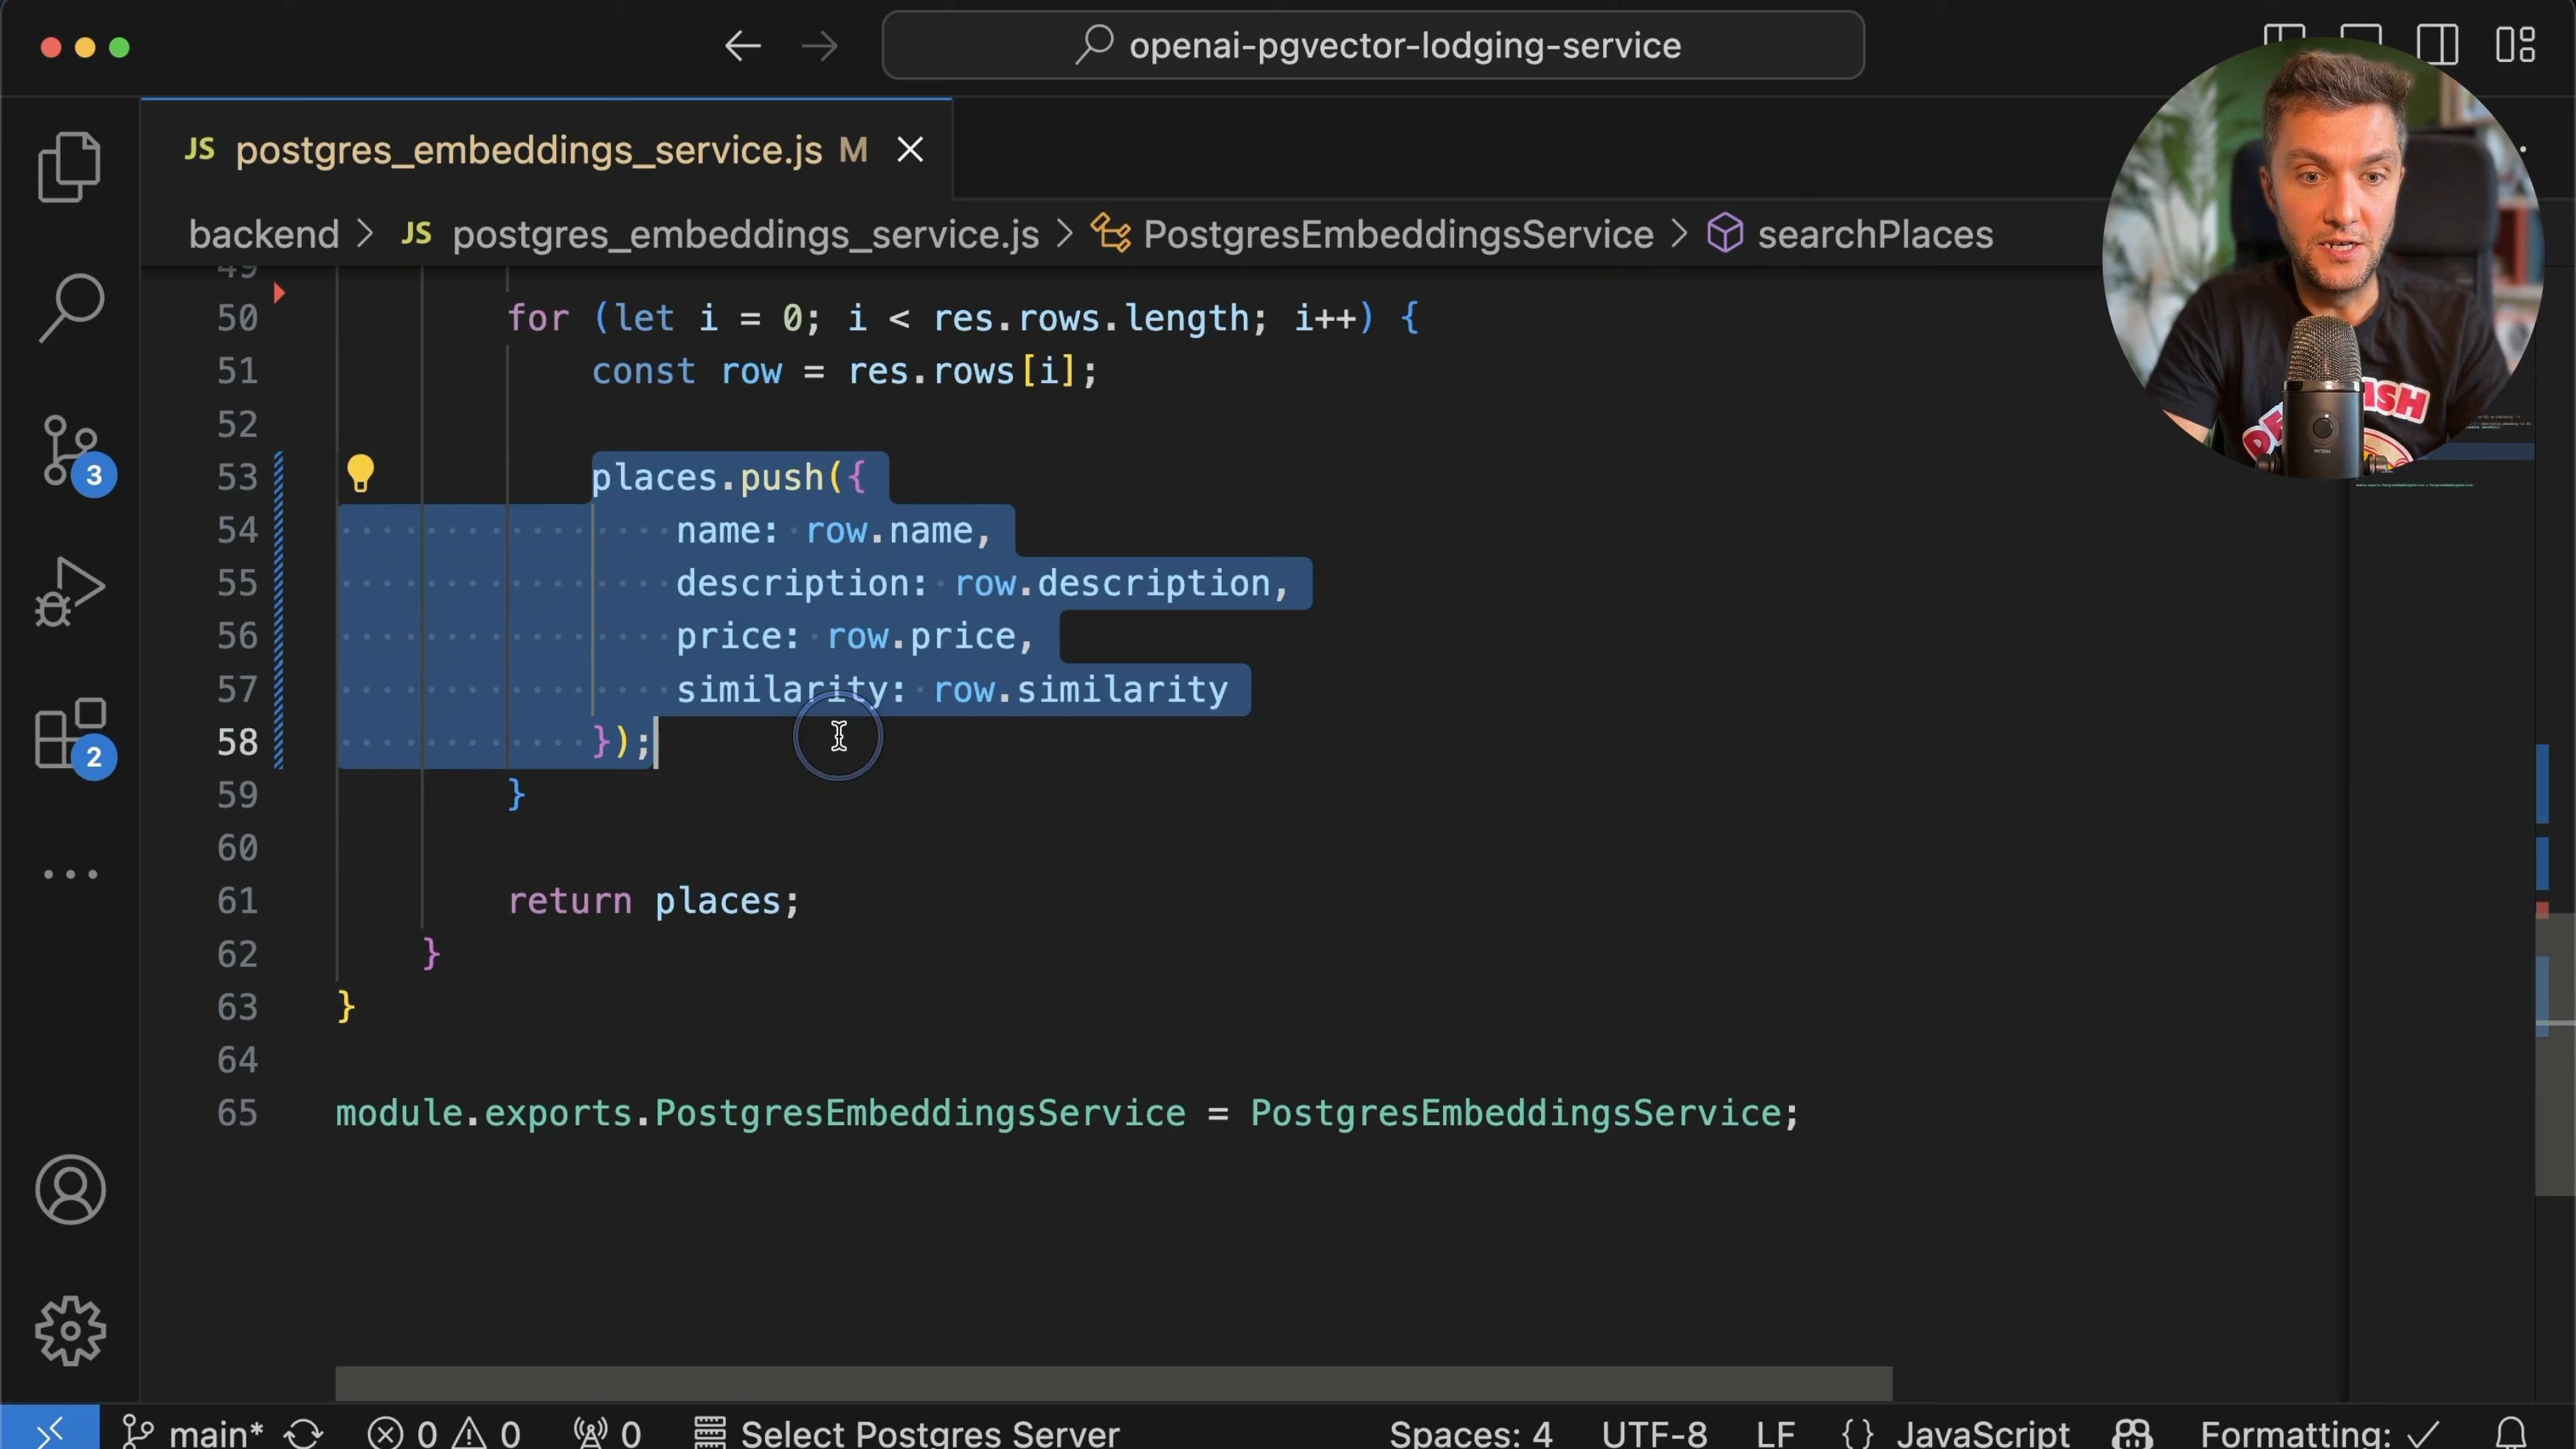 openai-pgvector-lodging-service
JS postgres_embeddings_service.js M
backend > JS postgres_embeddings_service.js > PostgresEmbeddingsService > searchPlaces
49
50 for (let i = 0; i < res.rows.length; i++) {
51 const row = res.rows[i];
52
53 places.push({
54 name: row.name,
55 description: row.description,
56 price: row.price,
57 similarity: row.similarity
58 });
59 }
60
61 return places;
62 }
63 }
64
65 module.exports.PostgresEmbeddingsService = PostgresEmbeddingsService;
3
2
main* 0 0 0 Select Postgres Server Spaces: 4 UTF-8 LF {} JavaScript Formatting: ✓